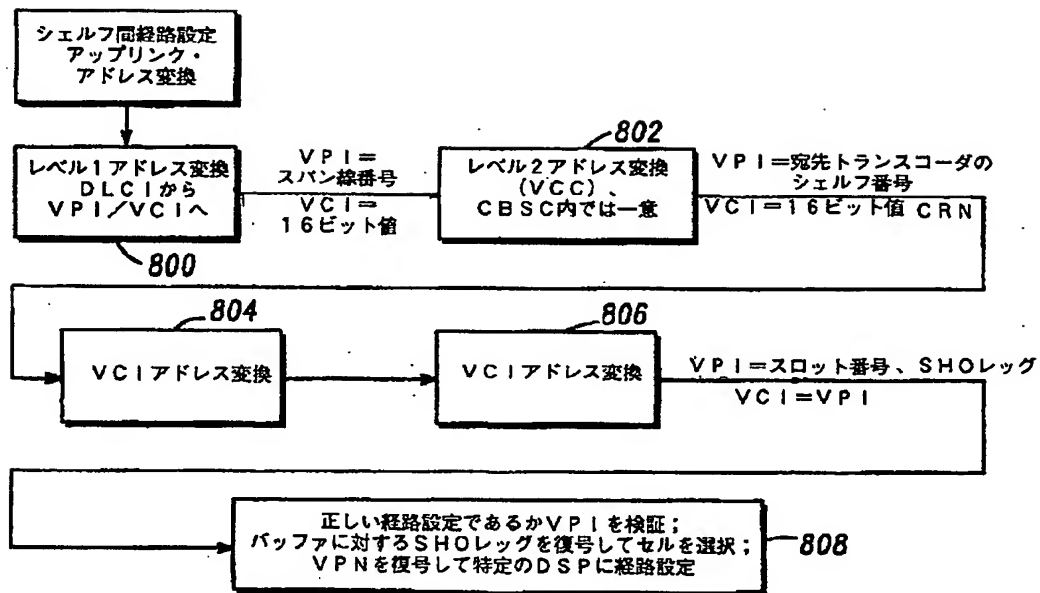 シェルフ間経路設定
アップリンク・
アドレス変換
レベル1アドレス変換
DLCIから
VPI/VCIへ
800
VPI=
スパン線番号
VCI=
16ビット値
802
レベル2アドレス変換
(VCC)、
CBSC内では一意
VPI=宛先トランスコーダの
シェルフ番号
VCI=16ビット値 CRN
804
VCIアドレス変換
806
VCIアドレス変換
VPI=スロット番号、SHOレッグ
VCI=VPI
正しい経路設定であるかVPIを検証;
バッファに対するSHOレッグを復号してセルを選択;
VPNを復号して特定のDSPに経路設定
808